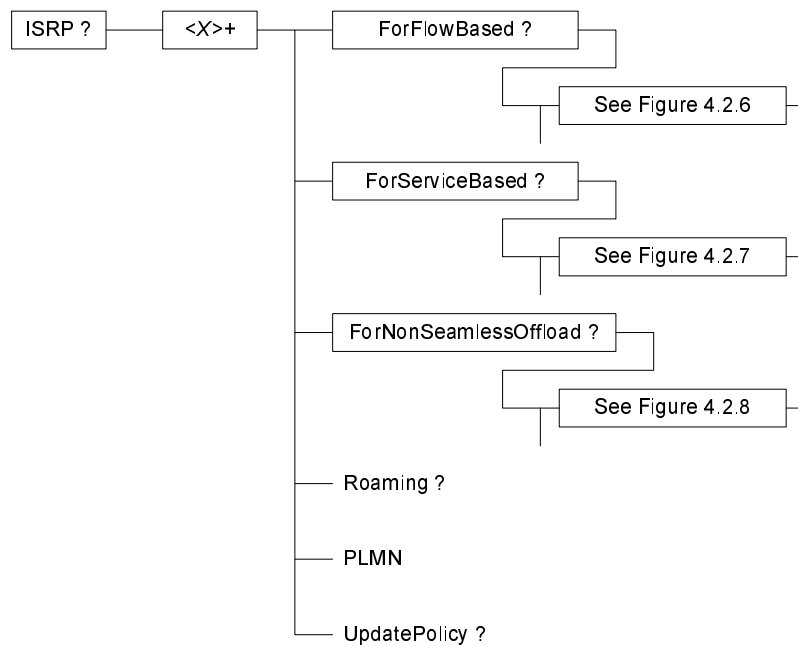 ISRP ?
<X>+
ForFlowBased ?
See Figure 4.2.6
ForServiceBased ?
See Figure 4.2.7
ForNonSeamlessOffload ?
See Figure 4.2.8
Roaming ?
PLMN
UpdatePolicy ?